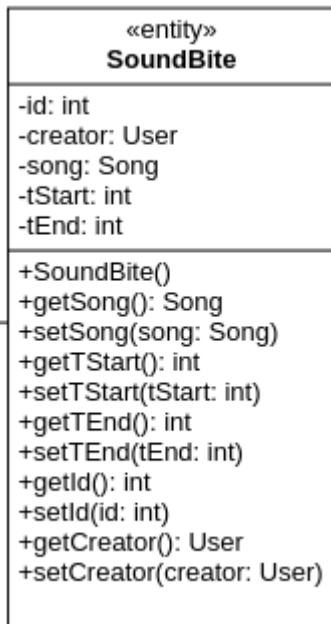 «entity»
SoundBite
-id: int
-creator: User
-song: Song
-tStart: int
-tEnd: int
+SoundBite()
+getSong(): Song
+setSong(song: Song)
+getTStart(): int
+setTStart(tStart: int)
+getTEnd(): int
+setTEnd(tEnd: int)
+getId(): int
+setId(id: int)
+getCreator(): User
+setCreator(creator: User)